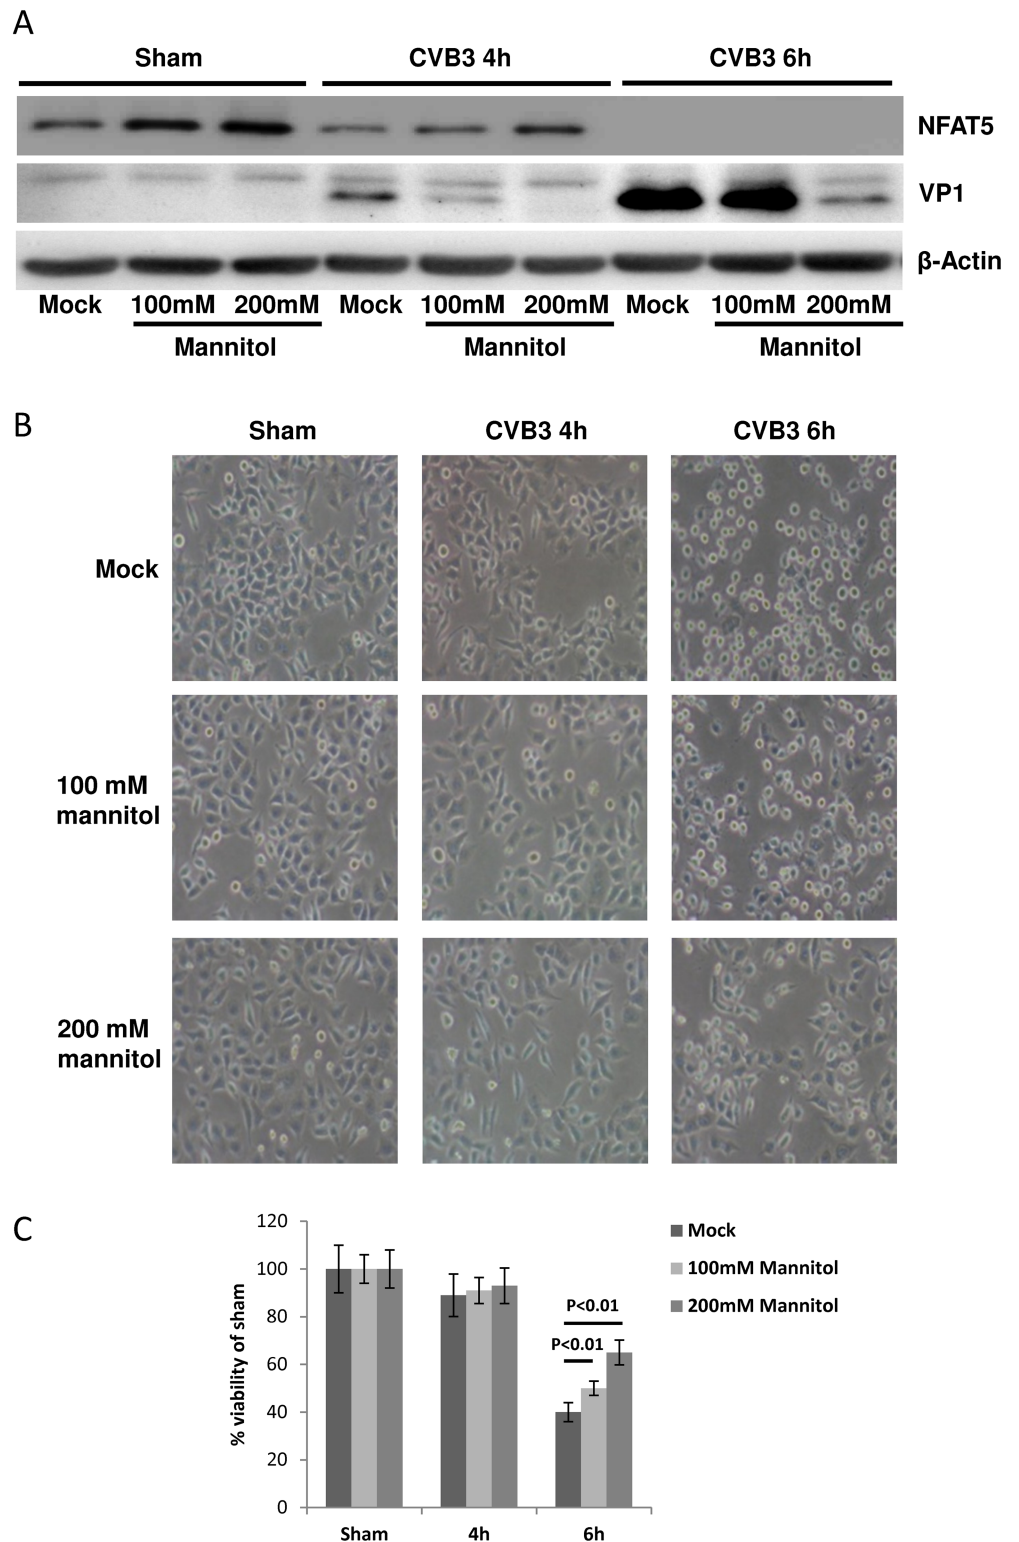 A
Sham CVB3 4h CVB3 6h
NFAT5
VP1
β-Actin
Mock 100mM 200mM Mock 100mM 200mM Mock 100mM 200mM
Mannitol Mannitol Mannitol
B
Sham CVB3 4h CVB3 6h
Mock
100 mM
mannitol
200 mM
mannitol
C
% viability of sham
120
100
80
60
40
20
0
P<0.01
P<0.01
Sham 4h 6h
Mock
100mM Mannitol
200mM Mannitol